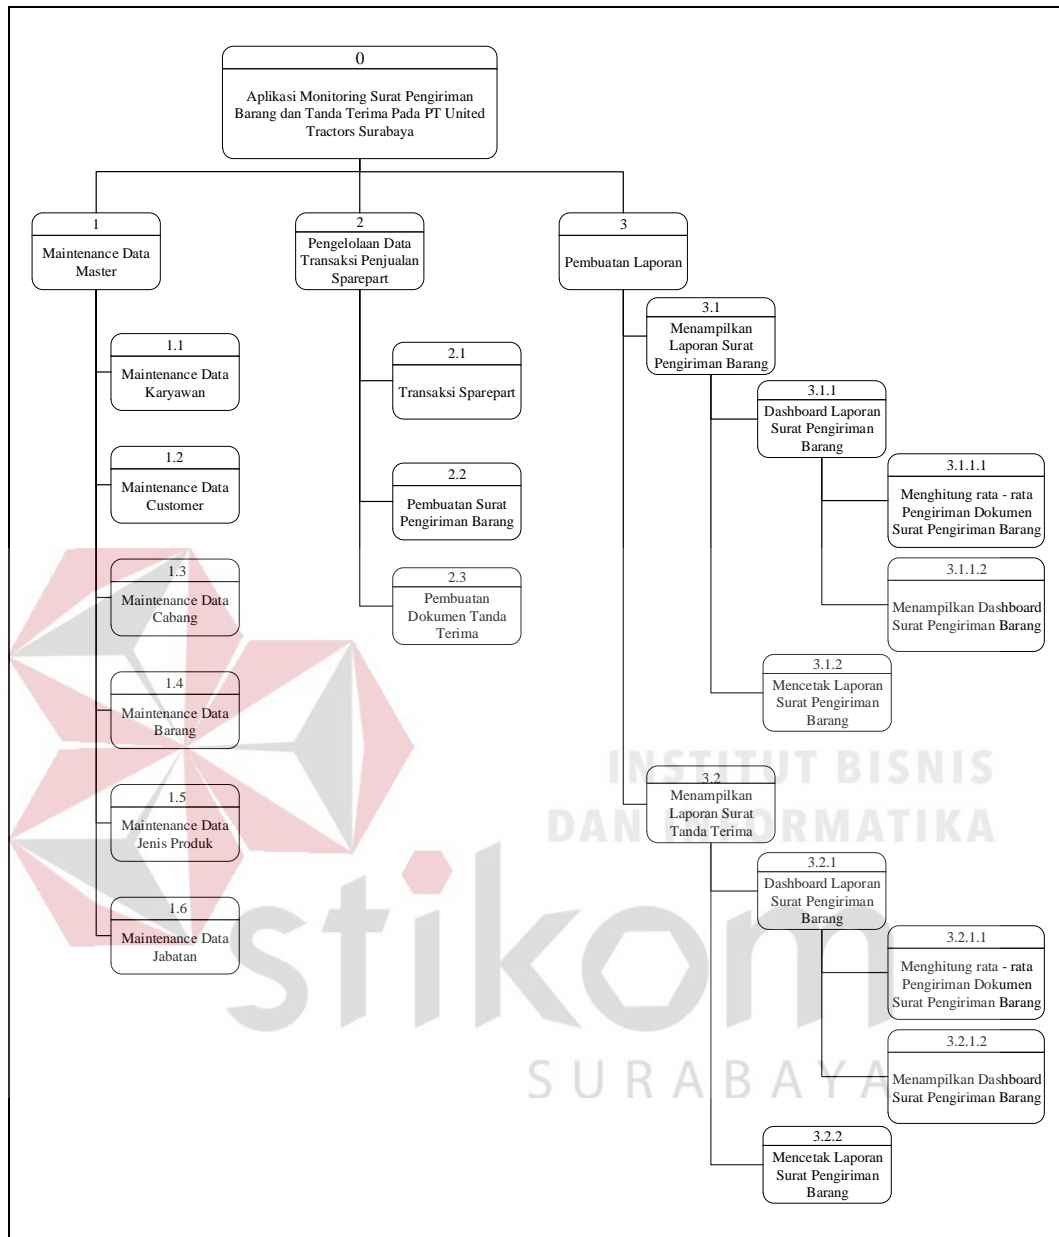 0
Aplikasi Monitoring Surat Pengiriman
Barang dan Tanda Terima Pada PT United
Tractors Surabaya
1
Maintenance Data
Master
2
Pengelolaan Data
Transaksi Penjualan
Sparepart
3
Pembuatan Laporan
1.1
Maintenance Data
Karyawan
1.2
Maintenance Data
Customer
1.3
Maintenance Data
Cabang
1.4
Maintenance Data
Barang
1.5
Maintenance Data
Jenis Produk
1.6
Maintenance Data
Jabatan
2.1
Transaksi Sparepart
2.2
Pembuatan Surat
Pengiriman Barang
2.3
Pembuatan
Dokumen Tanda
Terima
3.1
Menampilkan
Laporan Surat
Pengiriman Barang
3.1.1
Dashboard Laporan
Surat Pengiriman
Barang
3.1.1.1
Menghitung rata - rata
Pengiriman Dokumen
Surat Pengiriman Barang
3.1.1.2
Menampilkan Dashboard
Surat Pengiriman Barang
3.1.2
Mencetak Laporan
Surat Pengiriman
Barang
3.2
Menampilkan
Laporan Surat
Tanda Terima
3.2.1
Dashboard Laporan
Surat Pengiriman
Barang
3.2.1.1
Menghitung rata - rata
Pengiriman Dokumen
Surat Pengiriman Barang
3.2.1.2
Menampilkan Dashboard
Surat Pengiriman Barang
3.2.2
Mencetak Laporan
Surat Pengiriman
Barang
INSTITUT BISNIS
DAN INFORMATIKA
stikom
SURABAYA